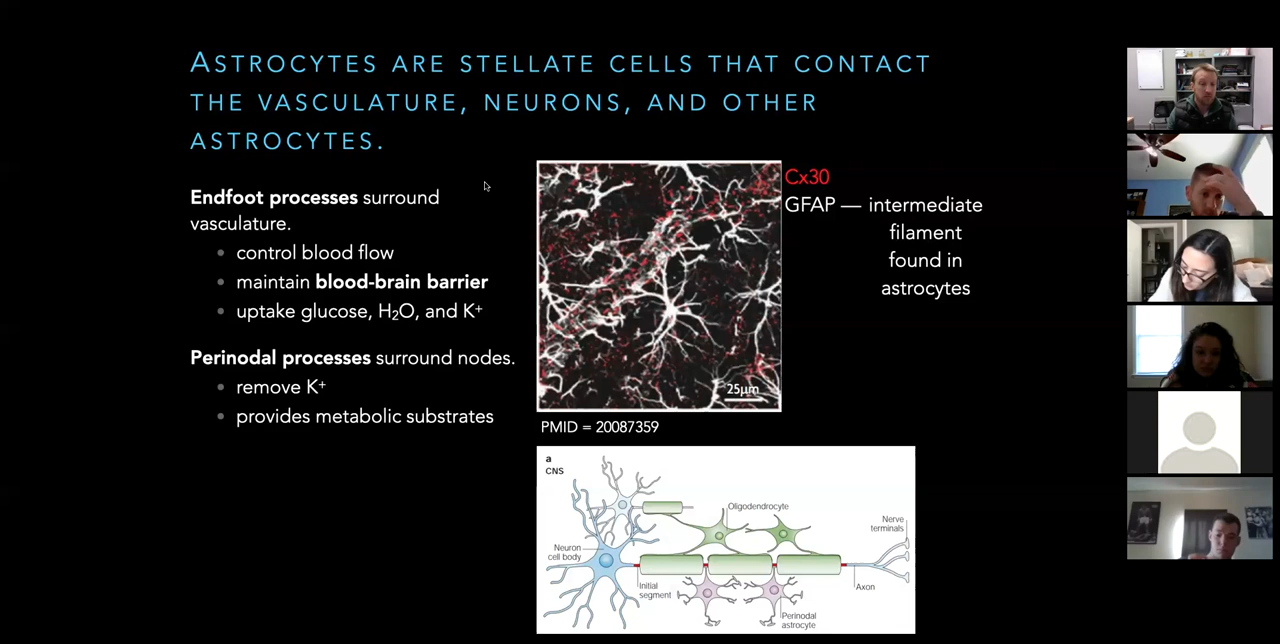 ASTROCYTES ARE STELLATE CELLS THAT CONTACT
THE VASCULATURE, NEURONS, AND OTHER
ASTROCYTES.
Endfoot processes surround
vasculature.
• control blood flow
• maintain blood-brain barrier
• uptake glucose, H₂O, and K⁺
Perinodal processes surround nodes.
• remove K⁺
• provides metabolic substrates
Cx30
GFAP — intermediate
filament
found in
astrocytes
25μm
PMID = 20087359
a
CNS
Oligodendrocyte
Nerve
terminals
Neuron
cell body
Initial
segment
Axon
Perinodal
astrocyte